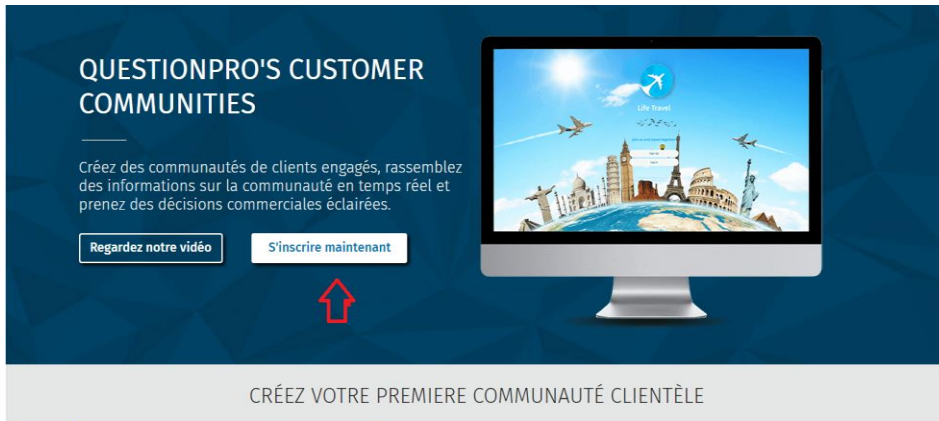 QUESTIONPRO'S CUSTOMER
COMMUNITIES
Créez des communautés de clients engagés, rassemblez
des informations sur la communauté en temps réel et
prenez des décisions commerciales éclairées.
Regardez notre vidéo
S'inscrire maintenant
Life Travel
CRÉEZ VOTRE PREMIERE COMMUNAUTÉ CLIENTÈLE